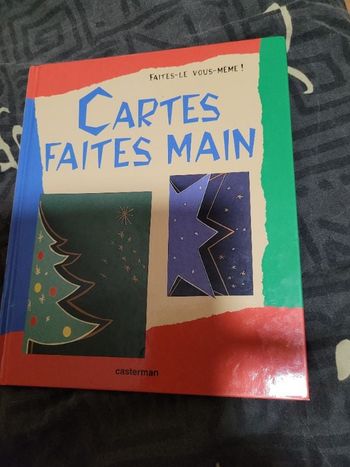 FAITES-LE VOUS-MÊME !
CARTES
FAITES MAIN
casterman